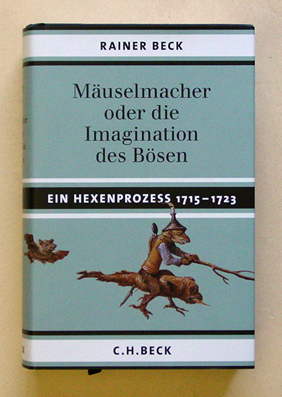 RAINER BECK
Mäuselmacher
oder die
Imagination
des Bösen
EIN HEXENPROZESS 1715–1723
C.H.BECK